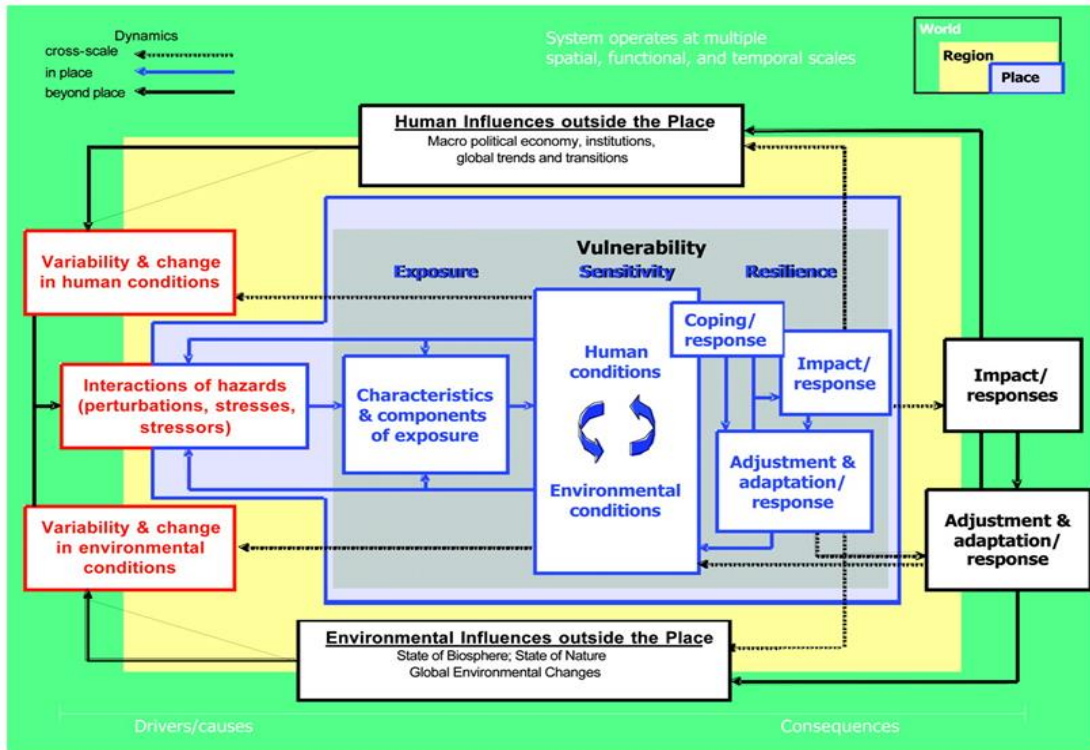 Dynamics
cross-scale
in place
beyond place
System operates at multiple
spatial, functional, and temporal scales
World
Region
Place
Human Influences outside the Place
Macro political economy, institutions,
global trends and transitions
Variability & change
in human conditions
Vulnerability
Exposure
Sensitivity
Resilience
Coping/
response
Interactions of hazards
(perturbations, stresses,
stressors)
Characteristics
& components
of exposure
Human
conditions
Environmental
conditions
Impact/
response
Adjustment &
adaptation/
response
Impact/
responses
Adjustment &
adaptation/
response
Variability & change
in environmental
conditions
Environmental Influences outside the Place
State of Biosphere; State of Nature
Global Environmental Changes
Drivers/causes
Consequences